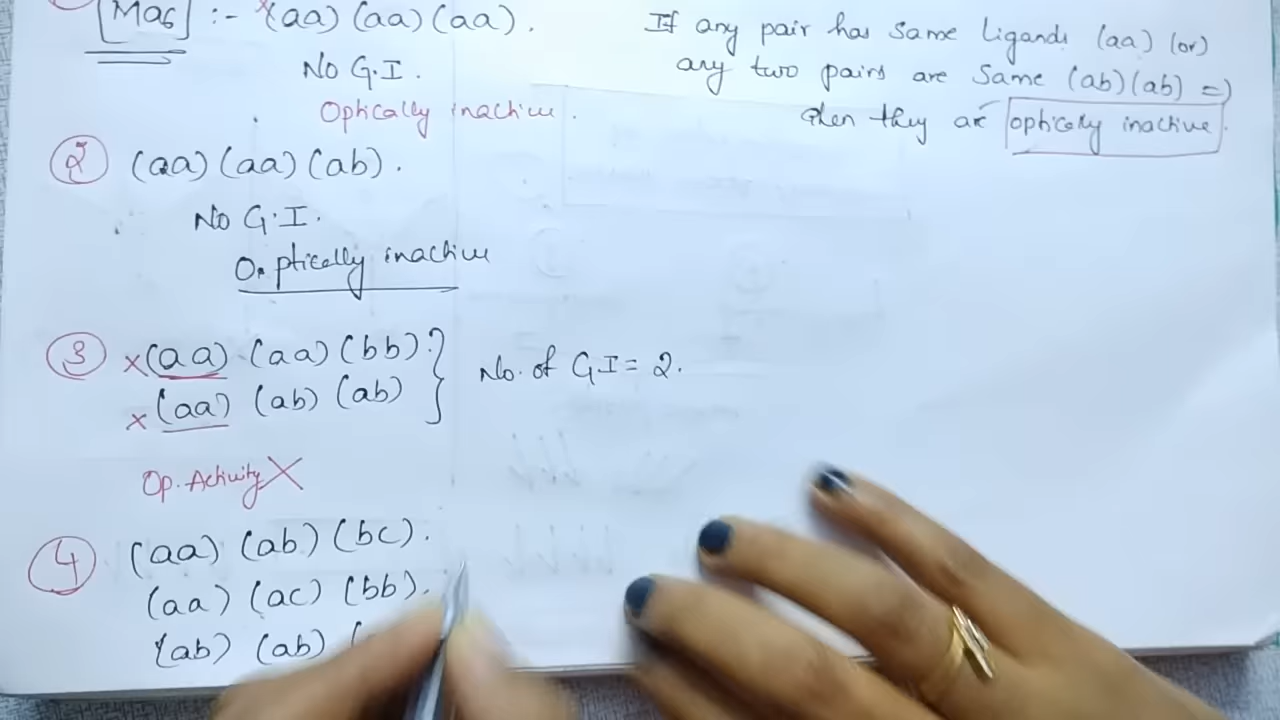 [Ma6] :- (aa) (aa) (aa).
No G.I.
Optically inactive.
If any pair has same ligands (aa) (or)
any two pairs are same (ab)(ab) =)
then they are optically inactive.
② (aa) (aa) (ab).
No G.I.
Optically inactive
③ x(aa) (aa) (bb).
x(aa) (ab) (ab)
No. of G.I = 2.
Op. Activity X
④ (aa) (ab) (bc).
(aa) (ac) (bb).
(ab) (ab) (